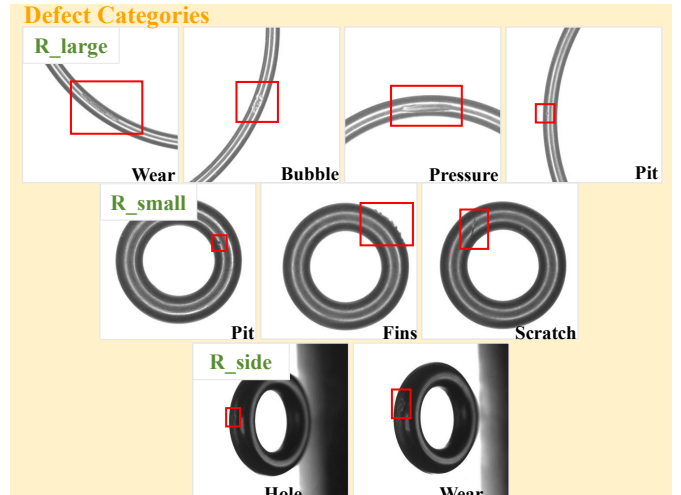 Defect Categories
R_large
Wear
Bubble
Pressure
Pit
R_small
Pit
Fins
Scratch
R_side
Hole
Wear